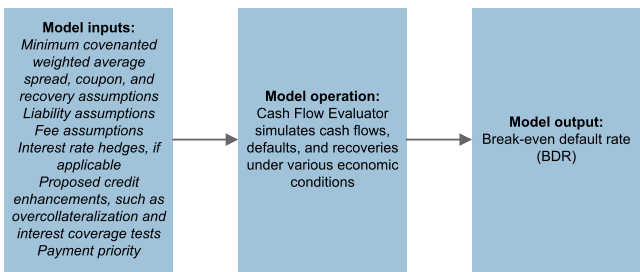 Model inputs:
Minimum covenanted
weighted average
spread, coupon, and
recovery assumptions
Liability assumptions
Fee assumptions
Interest rate hedges, if
applicable
Proposed credit
enhancements, such as
overcollateralization and
interest coverage tests
Payment priority
Model operation:
Cash Flow Evaluator
simulates cash flows,
defaults, and recoveries
under various economic
conditions
Model output:
Break-even default rate
(BDR)